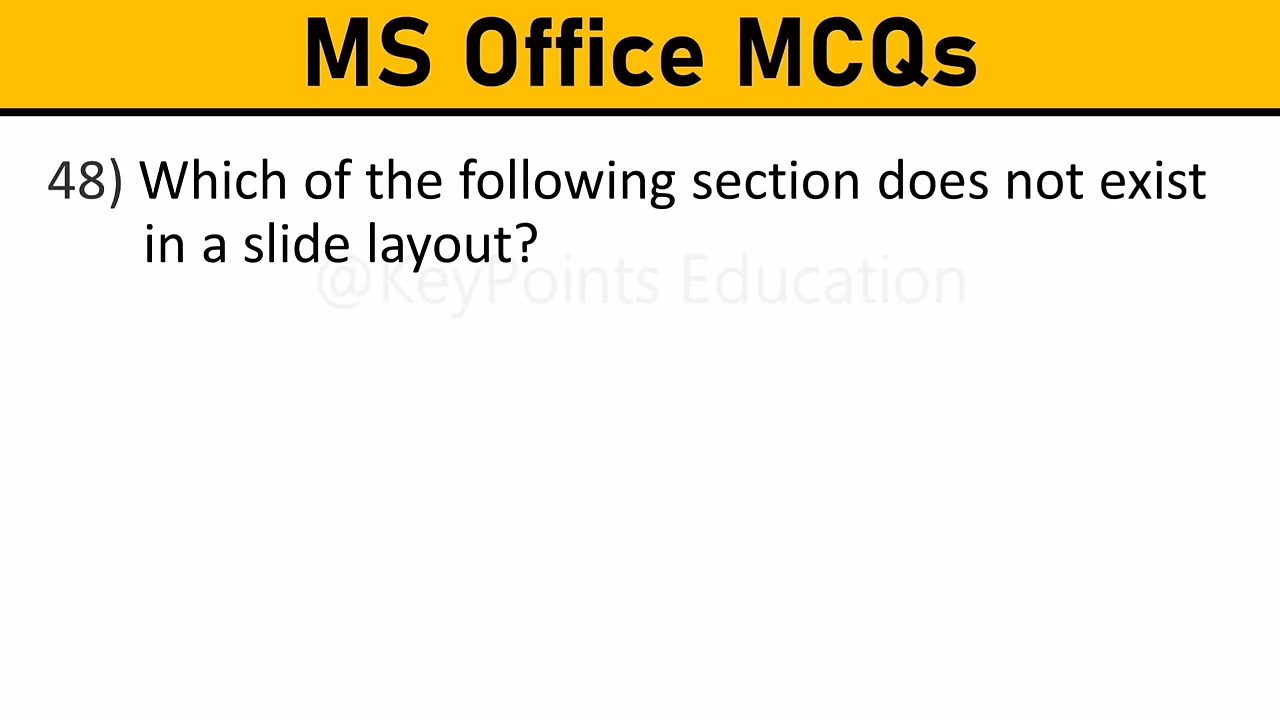 MS Office MCQs
48) Which of the following section does not exist
in a slide layout?
@KeyPoints Education